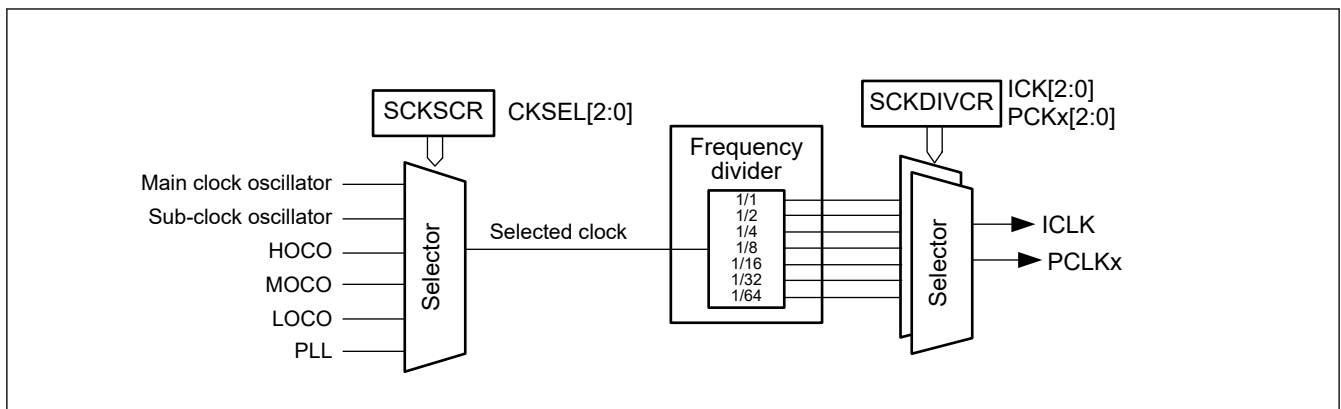 SCKSCR
CKSEL[2:0]
SCKDIVCR
ICK[2:0]
PCKx[2:0]
Main clock oscillator
Sub-clock oscillator
HOCO
MOCO
LOCO
PLL
Selector
Selected clock
Frequency
divider
1/1
1/2
1/4
1/8
1/16
1/32
1/64
Selector
ICLK
PCLKx